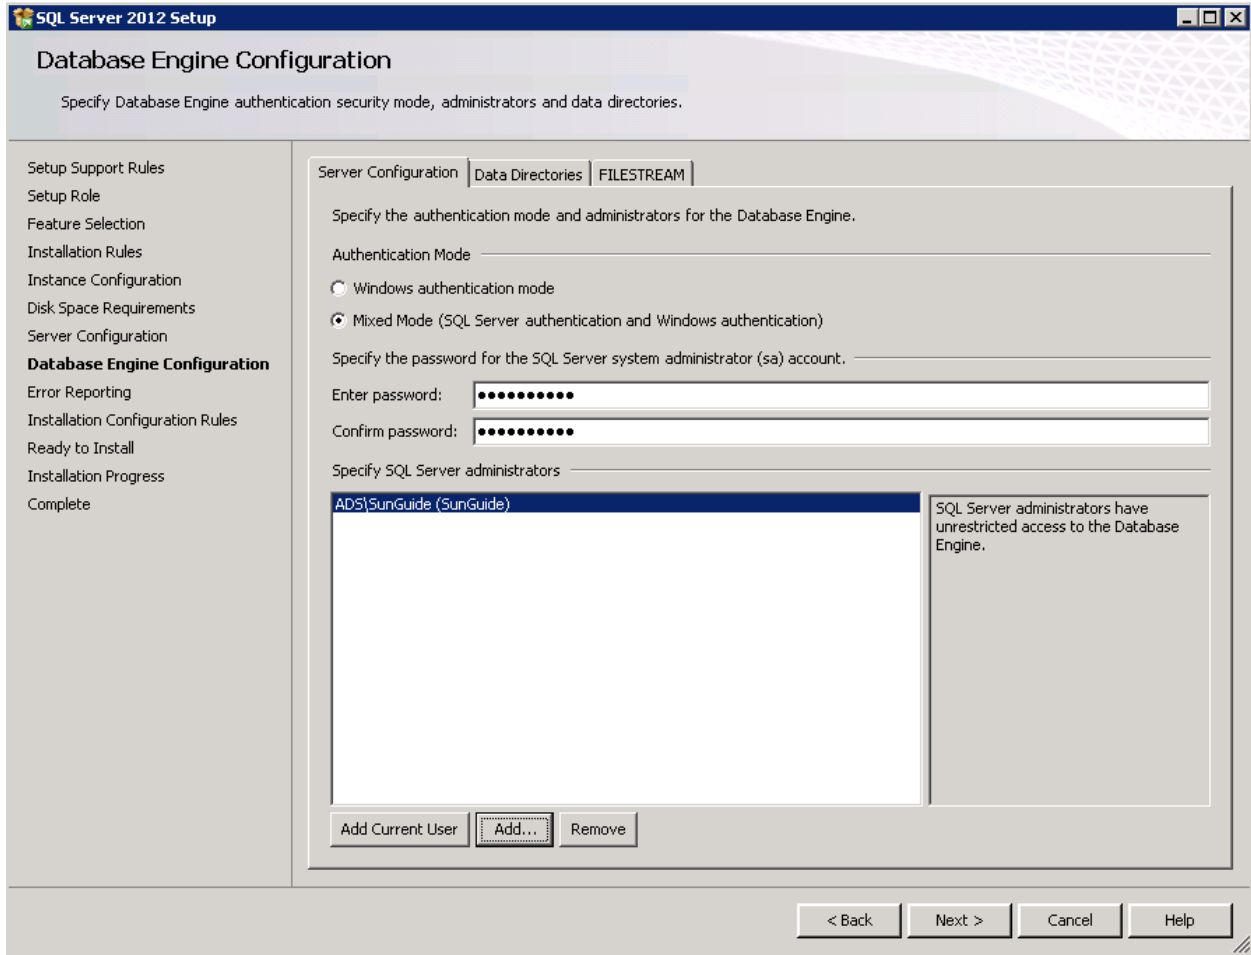 SQL Server 2012 Setup
Database Engine Configuration
Specify Database Engine authentication security mode, administrators and data directories.
Setup Support Rules
Setup Role
Feature Selection
Installation Rules
Instance Configuration
Disk Space Requirements
Server Configuration
Database Engine Configuration
Error Reporting
Installation Configuration Rules
Ready to Install
Installation Progress
Complete
Server Configuration
Data Directories
FILESTREAM
Specify the authentication mode and administrators for the Database Engine.
Authentication Mode
Windows authentication mode
Mixed Mode (SQL Server authentication and Windows authentication)
Specify the password for the SQL Server system administrator (sa) account.
Enter password: ●●●●●●●●●●
Confirm password: ●●●●●●●●●●
Specify SQL Server administrators
ADS\SunGuide (SunGuide)
SQL Server administrators have
unrestricted access to the Database
Engine.
Add Current User
Add...
Remove
< Back
Next >
Cancel
Help